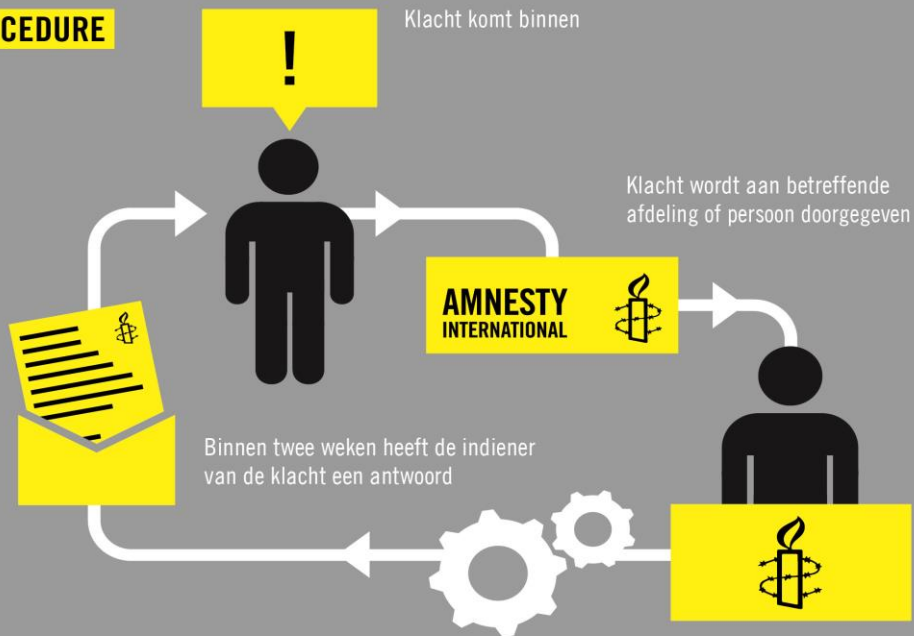 CEDURE
!
Klacht komt binnen
Klacht wordt aan betreffende
afdeling of persoon doorgegeven
AMNESTY
INTERNATIONAL
Binnen twee weken heeft de indiener
van de klacht een antwoord